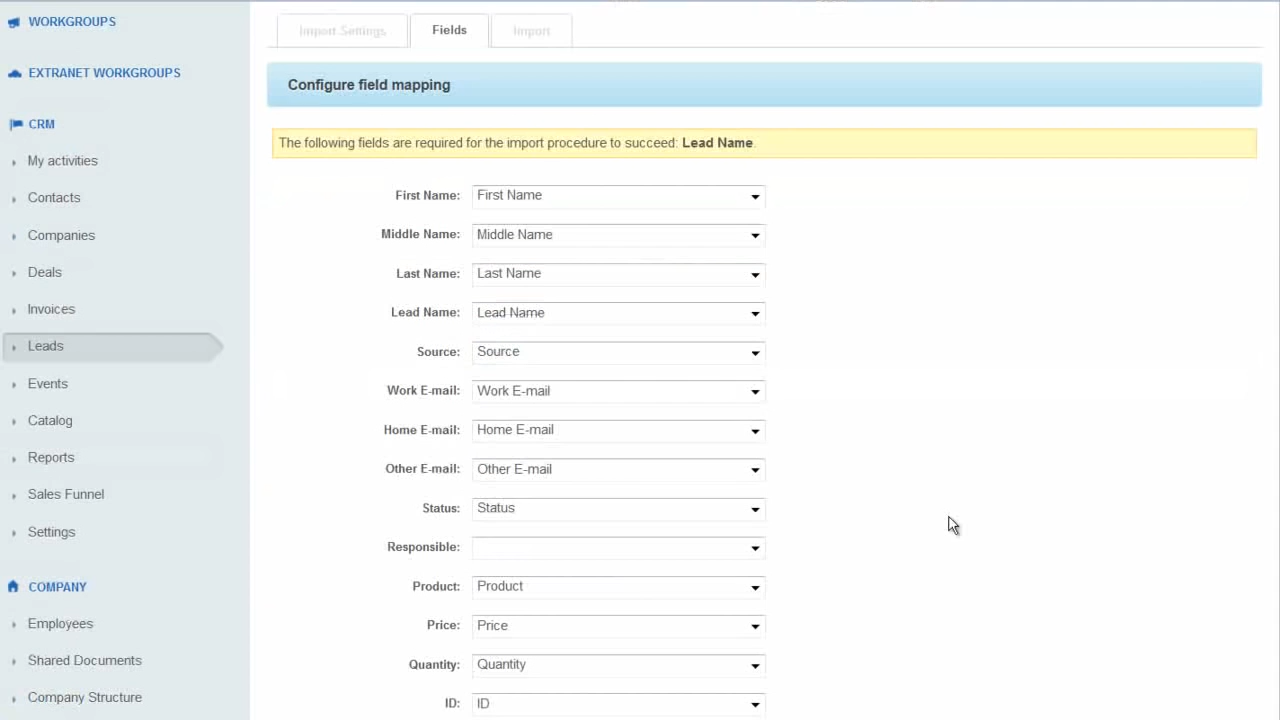 WORKGROUPS
EXTRANET WORKGROUPS
CRM
My activities
Contacts
Companies
Deals
Invoices
Leads
Events
Catalog
Reports
Sales Funnel
Settings
COMPANY
Employees
Shared Documents
Company Structure
Import Settings Fields Import
Configure field mapping
The following fields are required for the import procedure to succeed: Lead Name.
First Name: First Name
Middle Name: Middle Name
Last Name: Last Name
Lead Name: Lead Name
Source: Source
Work E-mail: Work E-mail
Home E-mail: Home E-mail
Other E-mail: Other E-mail
Status: Status
Responsible:
Product: Product
Price: Price
Quantity: Quantity
ID: ID